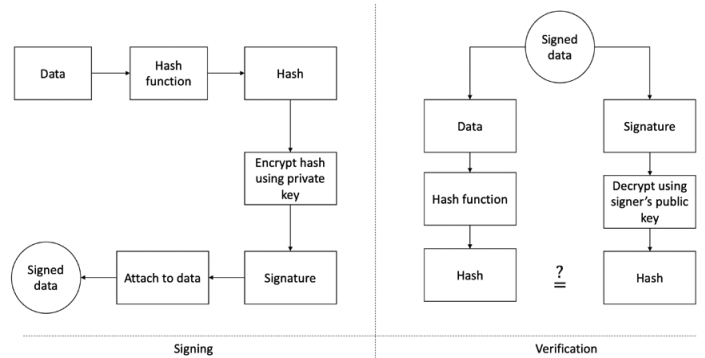 Data
Hash
function
Hash
Encrypt hash
using private
key
Signature
Attach to data
Signed
data
Signing
Signed
data
Data
Signature
Hash function
Decrypt using
signer's public
key
Hash
?
=
Hash
Verification